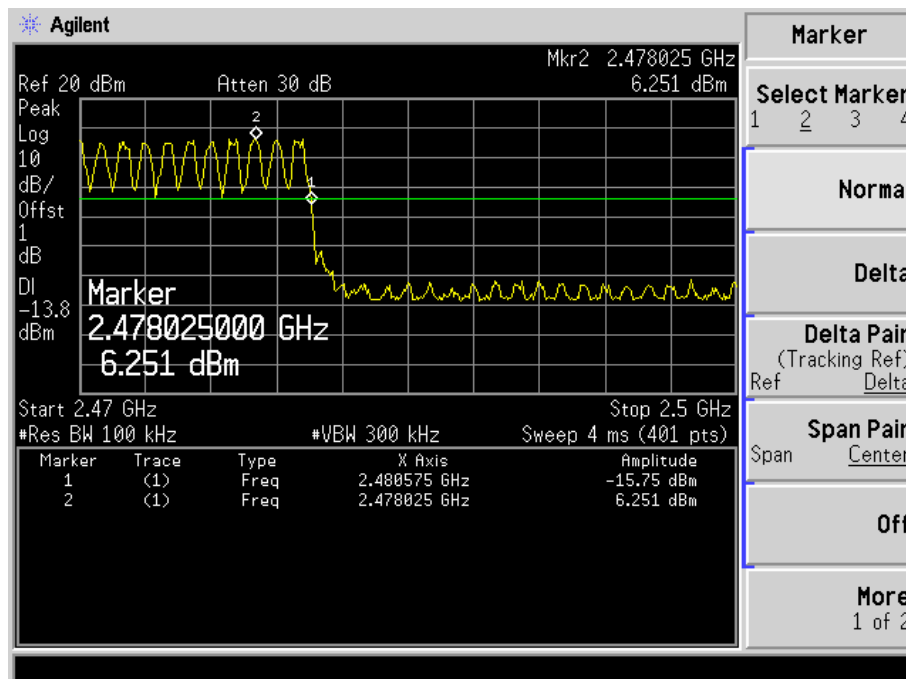 Agilent
Mkr2 2.478025 GHz
Ref 20 dBm Atten 30 dB 6.251 dBm
Peak
Log
10
dB/
Offst
1
dB
DI
-13.8
dBm
2
1
Marker
2.478025000 GHz
6.251 dBm
Start 2.47 GHz Stop 2.5 GHz
#Res BW 100 kHz #VBW 300 kHz Sweep 4 ms (401 pts)
Marker Trace Type X Axis Amplitude
1 (1) Freq 2.480575 GHz -15.75 dBm
2 (1) Freq 2.478025 GHz 6.251 dBm
Marker
Select Marker
1 2 3 4
Norma
Delta
Delta Pair
(Tracking Ref)
Ref Delta
Span Pair
Span Center
Off
More
1 of 2